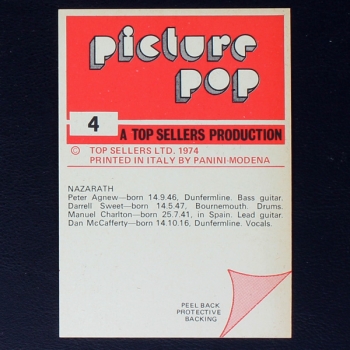 picture
pop
4
A TOP SELLERS PRODUCTION
© TOP SELLERS LTD. 1974
PRINTED IN ITALY BY PANINI-MODENA
NAZARATH
Peter Agnew—born 14.9.46, Dunfermline. Bass guitar.
Darrell Sweet—born 14.5.47, Bournemouth. Drums.
Manuel Charlton—born 25.7.41, in Spain. Lead guitar.
Dan McCafferty—born 14.10.16, Dunfermline. Vocals.
PEEL BACK
PROTECTIVE
BACKING